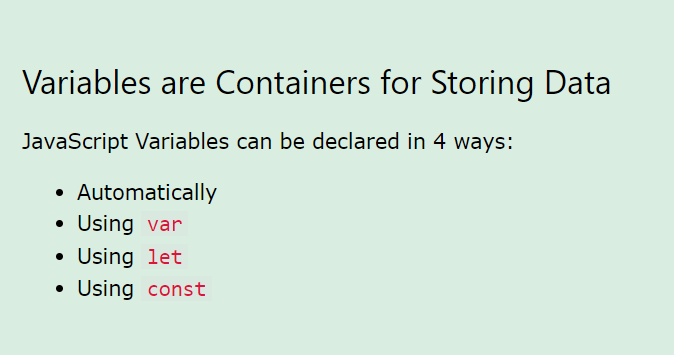 Variables are Containers for Storing Data
JavaScript Variables can be declared in 4 ways:
• Automatically
• Using var
• Using let
• Using const